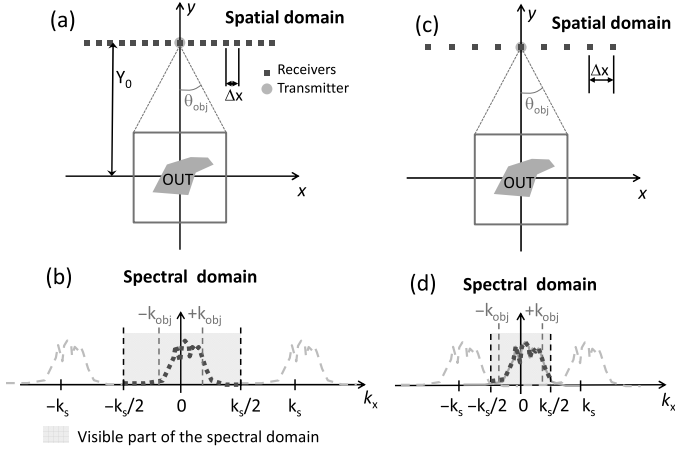 (a)
y
Spatial domain
Y0
Receivers
Transmitter
Δx
θobj
OUT
x
(b)
Spectral domain
−kobj
+kobj
−ks
−ks/2
0
ks/2
ks
kx
Visible part of the spectral domain
(c)
y
Spatial domain
Δx
θobj
OUT
x
(d)
Spectral domain
−kobj
+kobj
−ks
−ks/2
0
ks/2
ks
kx